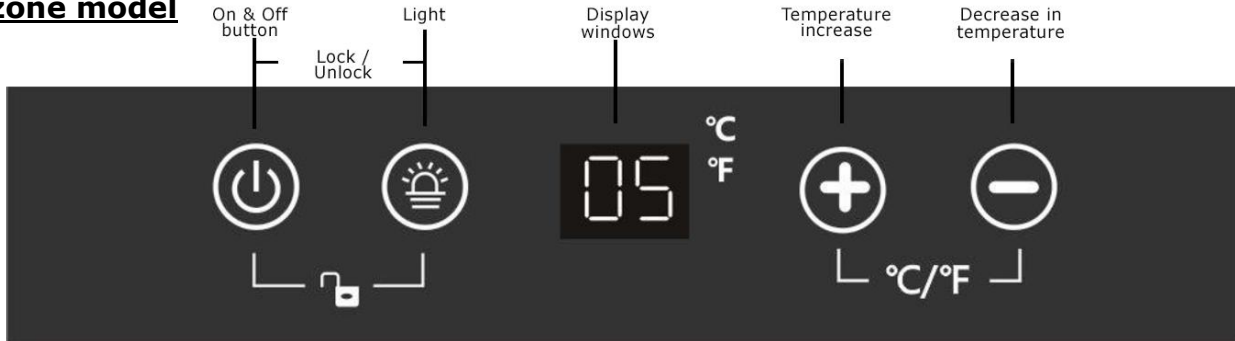 zone model
On & Off
button
Light
Display
windows
Temperature
increase
Decrease in
temperature
Lock /
Unlock
°C
°F
05
°C/°F